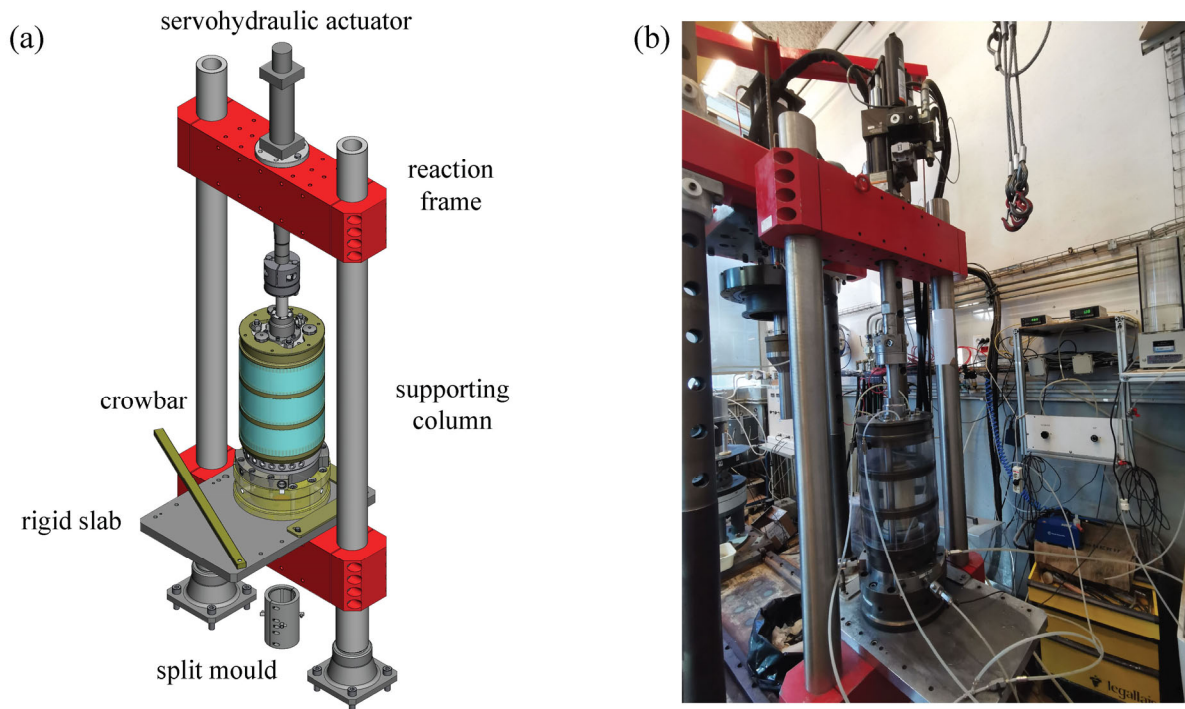 (a)
servohydraulic actuator
(b)
reaction
frame
crowbar
supporting
column
rigid slab
split mould
legallais